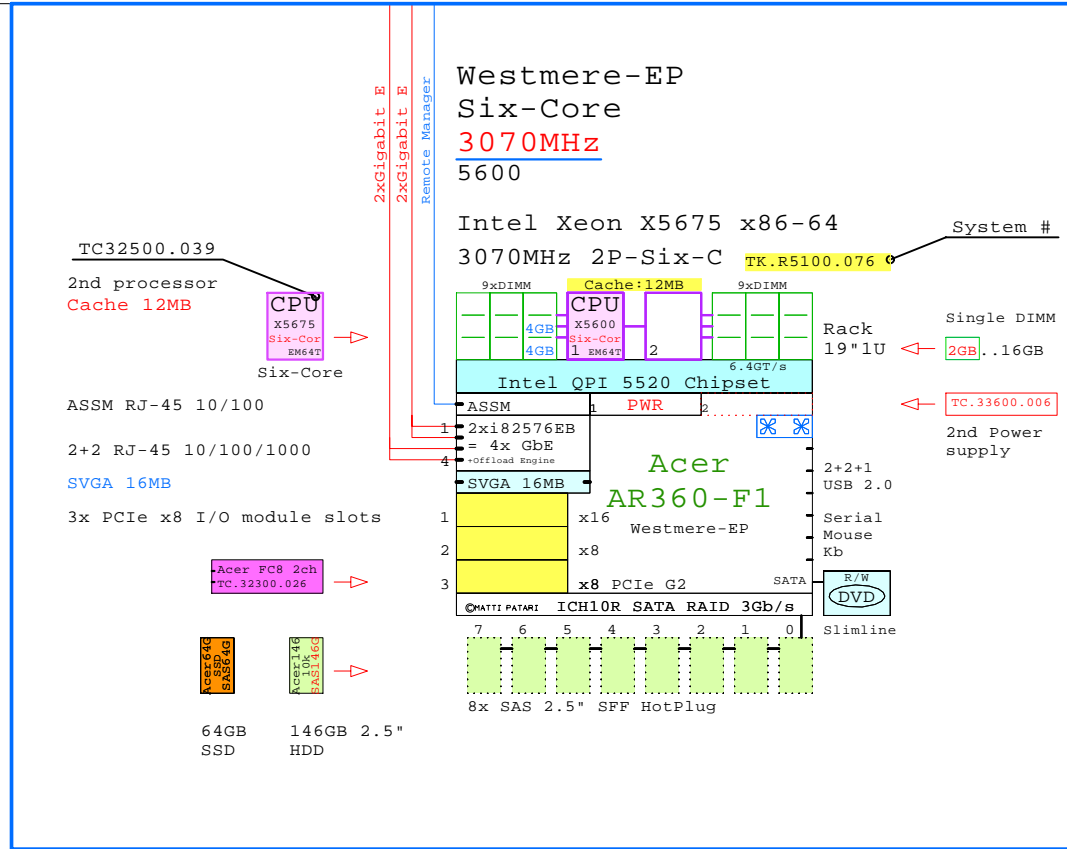 Westmere-EP
Six-Core
3070MHz
5600
2xGigabit E
2xGigabit E
Remote Manager
Intel Xeon X5675 x86-64
3070MHz 2P-Six-C
TK.R5100.076
System #
TC32500.039
2nd processor
Cache 12MB
CPU
X5675
Six-Cor
EM64T
Six-Core
9xDIMM
Cache:12MB
9xDIMM
4GB
4GB
CPU
X5600
Six-Cor
1 EM64T
2
6.4GT/s
Intel QPI 5520 Chipset
Rack
19"1U
Single DIMM
2GB..16GB
TC.33600.006
2nd Power
supply
ASSM
1 PWR 2
1 2xi82576EB
= 4x GbE
4 +Offload Engine
SVGA 16MB
Acer
AR360-F1
Westmere-EP
ASSM RJ-45 10/100
2+2 RJ-45 10/100/1000
SVGA 16MB
3x PCIe x8 I/O module slots
1 x16
2 x8
3 x8 PCIe G2
2+2+1
USB 2.0
Serial
Mouse
Kb
SATA
R/W
DVD
Slimline
©MATTI PATARI ICH10R SATA RAID 3Gb/s
Acer FC8 2ch
TC.32300.026
7 6 5 4 3 2 1 0
8x SAS 2.5" SFF HotPlug
Acer64G
SSD
SAS64G
Acer146
10k
SAS146G
64GB
SSD
146GB 2.5"
HDD